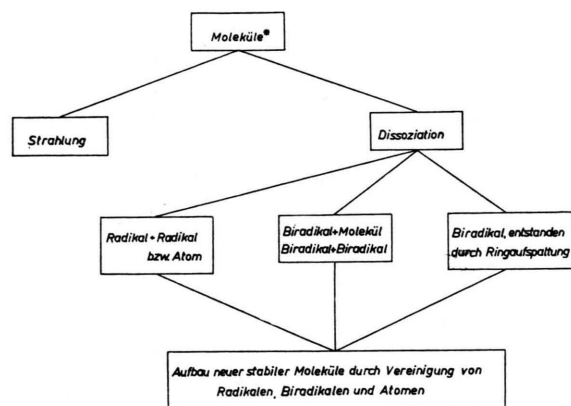 Moleküle*
Strahlung
Dissoziation
Radikal + Radikal
bzw. Atom
Biradikal+Molekül
Biradikal+Biradikal
Biradikal, entstanden
durch Ringaufspaltung
Aufbau neuer stabiler Moleküle durch Vereinigung von
Radikalen, Biradikalen und Atomen